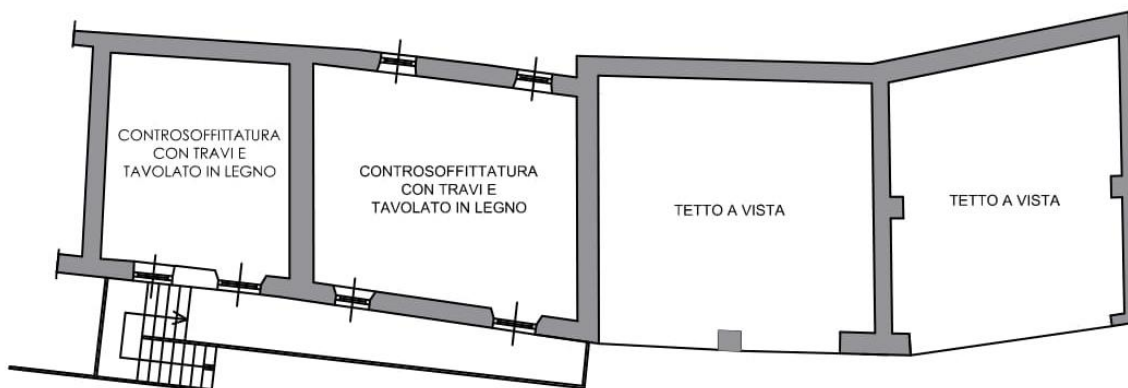 CONTROSOFFITTATURA
CON TRAVI E
TAVOLATO IN LEGNO
CONTROSOFFITTATURA
CON TRAVI E
TAVOLATO IN LEGNO
TETTO A VISTA
TETTO A VISTA